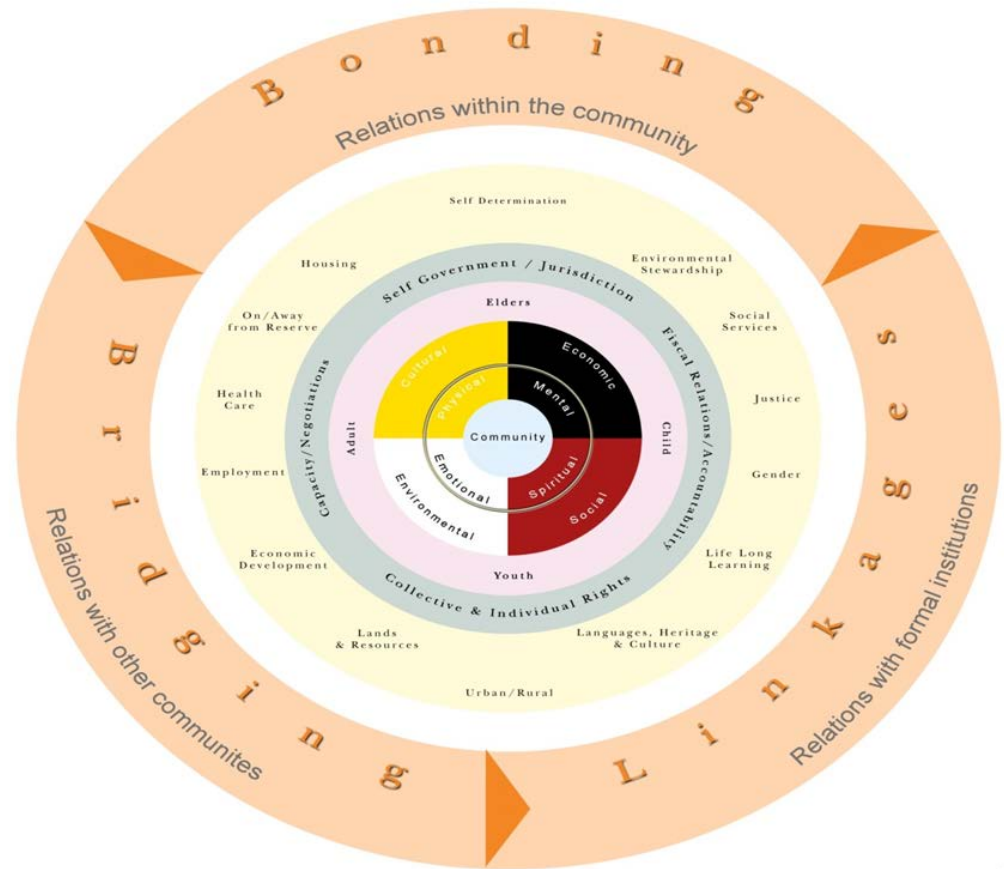 Bonding
Relations within the community
Self Determination
Housing
Environmental
Stewardship
On/Away
from Reserve
Social
Services
Health
Care
Justice
Employment
Gender
Economic
Development
Life Long
Learning
Lands
& Resources
Languages, Heritage
& Culture
Urban/Rural
Self Government / Jurisdiction
Fiscal Relations/Accountability
Collective & Individual Rights
Capacity/Negotiations
Elders
Child
Youth
Adult
Cultural
Economic
Physical
Mental
Community
Emotional
Spiritual
Environmental
Social
Bridging
Relations with other communites
Linkages
Relations with formal institutions